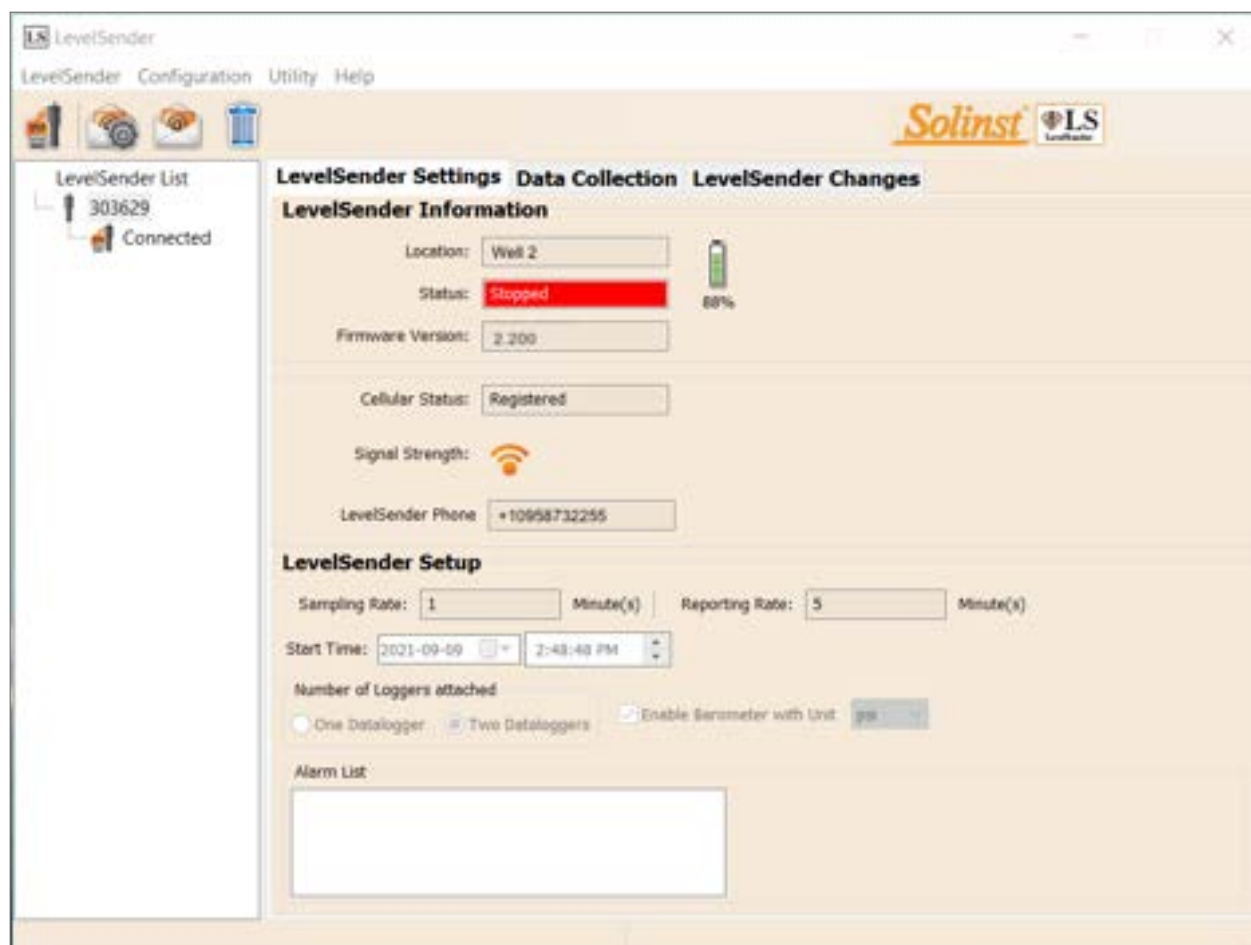 LS LevelSender
LevelSender Configuration Utility Help
Solinst LS
LevelSender List
303629
Connected
LevelSender Settings Data Collection LevelSender Changes
LevelSender Information
Location: Well 2
Status: Stopped
88%
Firmware Version: 2.200
Cellular Status: Registered
Signal Strength:
LevelSender Phone +10958732255
LevelSender Setup
Sampling Rate: 1 Minute(s) Reporting Rate: 5 Minute(s)
Start Time: 2021-09-09 2:48:48 PM
Number of Loggers attached
One Datalogger Two Dataloggers Enable Barometer with Unit psi
Alarm List